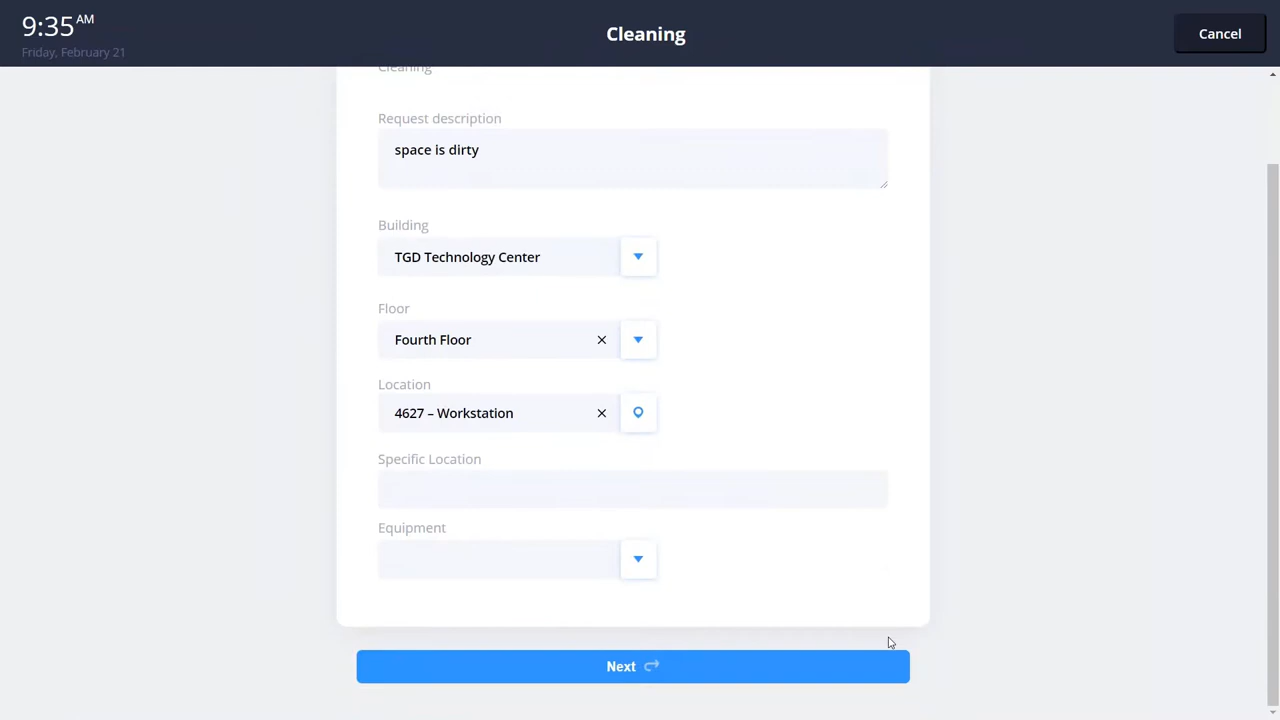 9:35 AM
Cleaning
Cancel
Friday, February 21
Cleaning
Request description
space is dirty
Building
TGD Technology Center
Floor
Fourth Floor
Location
4627 – Workstation
Specific Location
Equipment
Next